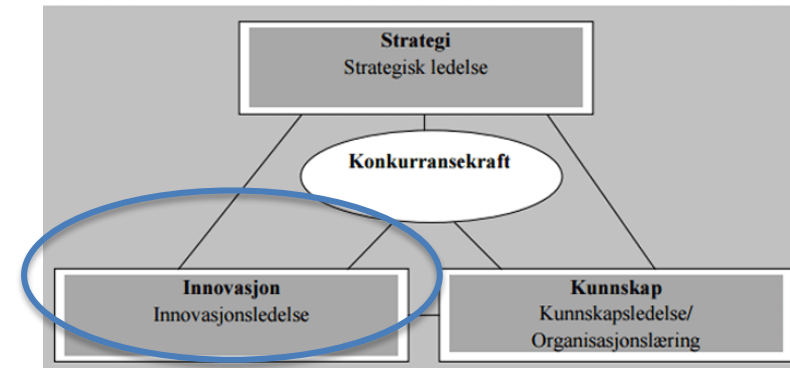 Strategi
Strategisk ledelse
Konkurransekraft
Innovasjon
Innovasjonsledelse
Kunnskap
Kunnskapsledelse/
Organisasjonslæring